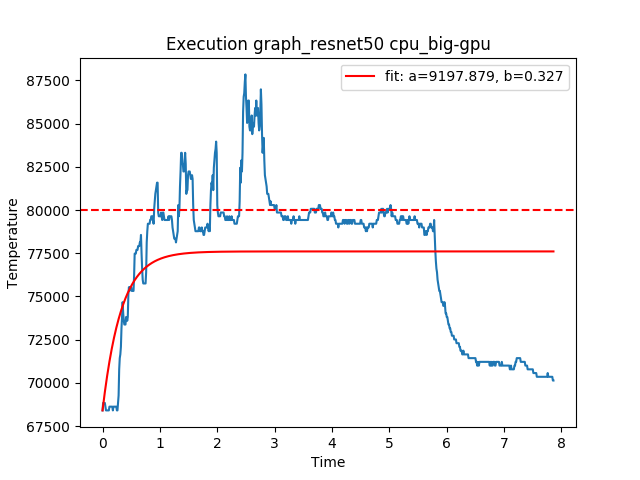 Execution graph_resnet50 cpu_big-gpu
fit: a=9197.879, b=0.327
87500
85000
82500
80000
77500
75000
72500
70000
67500
Temperature
0 1 2 3 4 5 6 7 8
Time